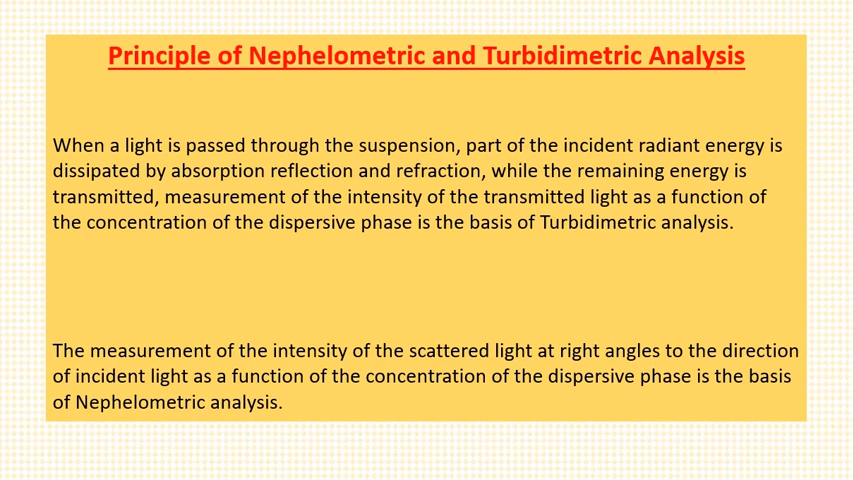 Principle of Nephelometric and Turbidimetric Analysis
When a light is passed through the suspension, part of the incident radiant energy is
dissipated by absorption reflection and refraction, while the remaining energy is
transmitted, measurement of the intensity of the transmitted light as a function of
the concentration of the dispersive phase is the basis of Turbidimetric analysis.
The measurement of the intensity of the scattered light at right angles to the direction
of incident light as a function of the concentration of the dispersive phase is the basis
of Nephelometric analysis.